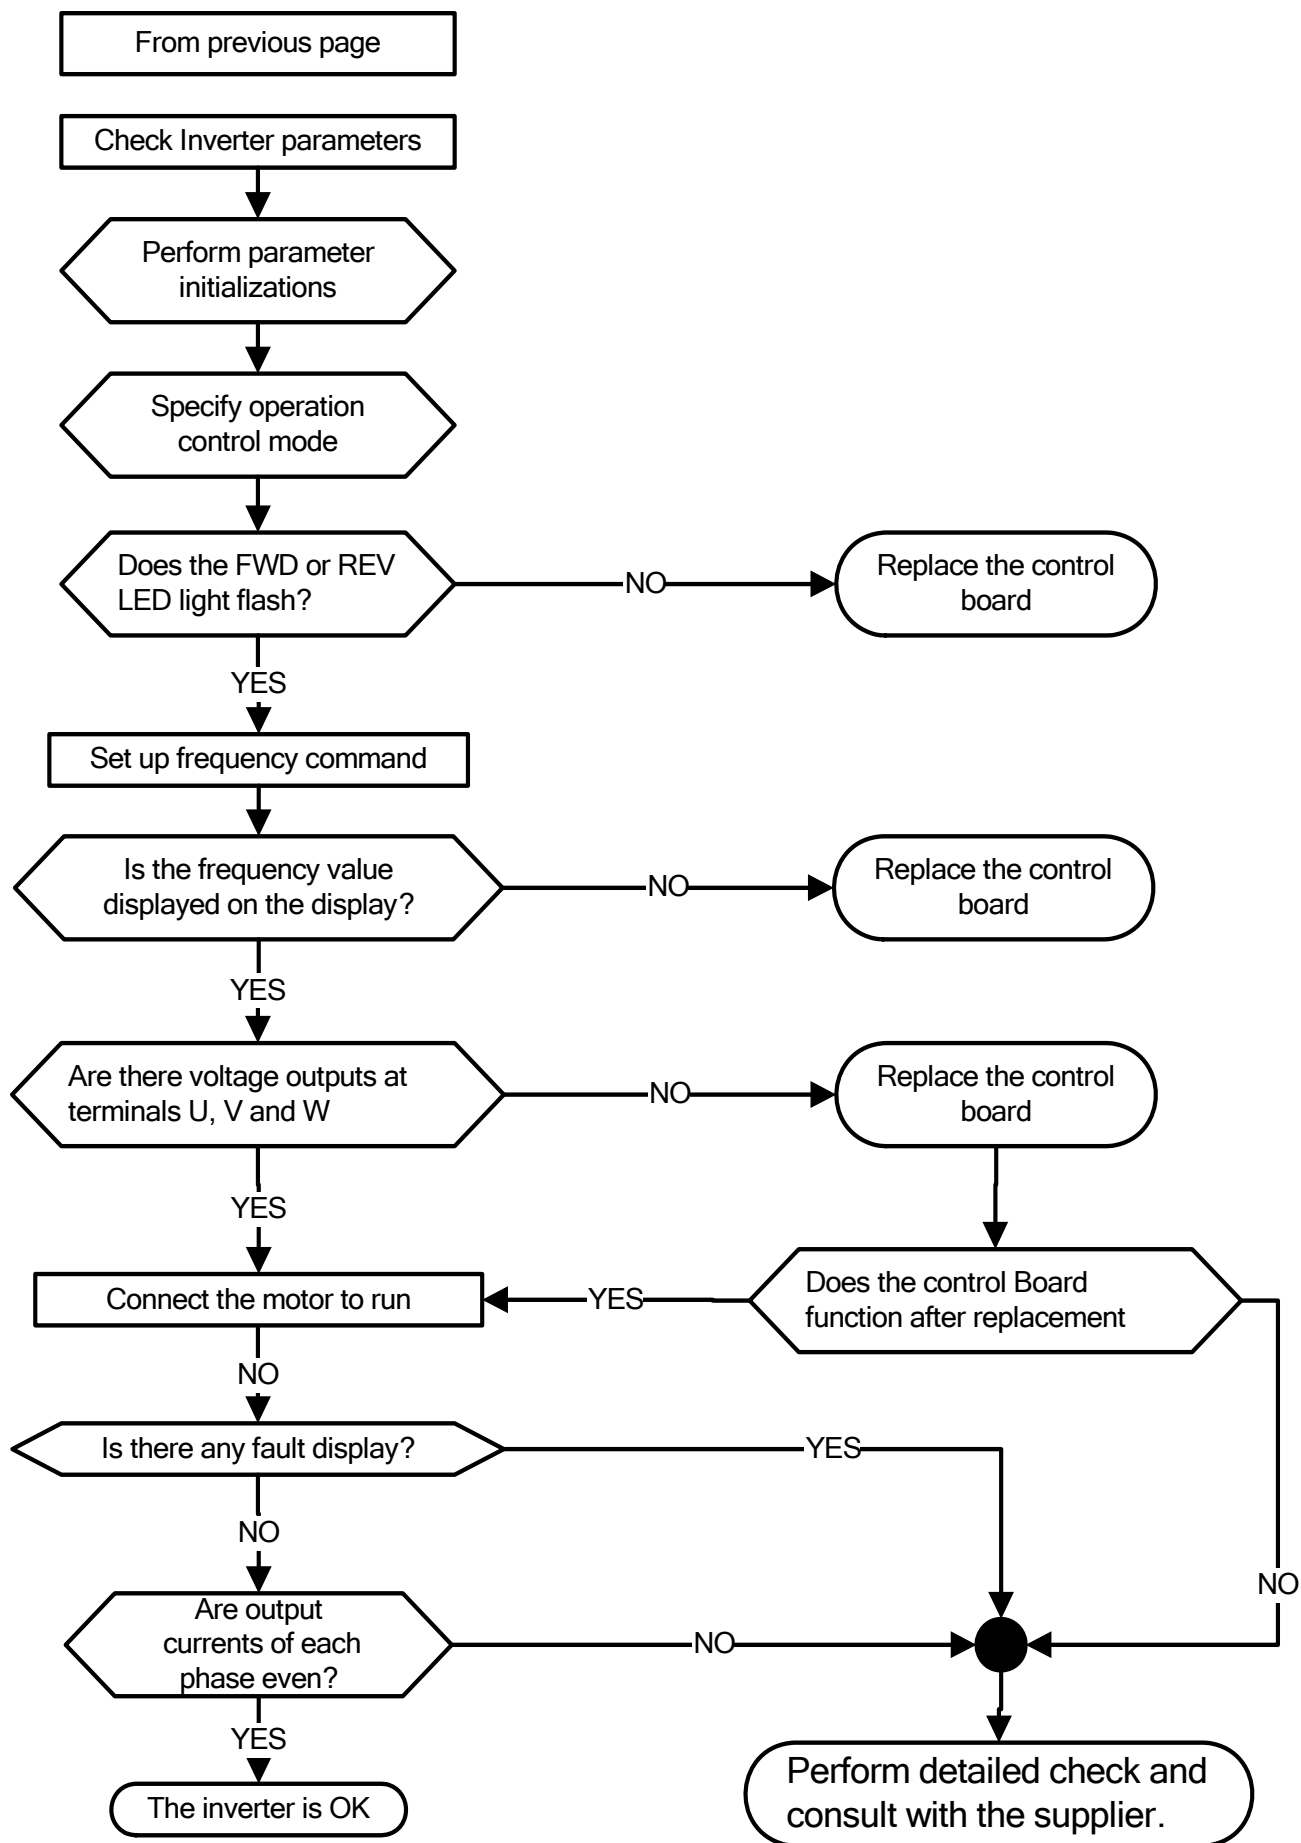 From previous page
Check Inverter parameters
Perform parameter
initializations
Specify operation
control mode
Does the FWD or REV
LED light flash?
NO
Replace the control
board
YES
Set up frequency command
Is the frequency value
displayed on the display?
NO
Replace the control
board
YES
Are there voltage outputs at
terminals U, V and W
NO
Replace the control
board
YES
Connect the motor to run
YES
Does the control Board
function after replacement
NO
Is there any fault display?
YES
NO
NO
Are output
currents of each
phase even?
NO
YES
The inverter is OK
Perform detailed check and
consult with the supplier.